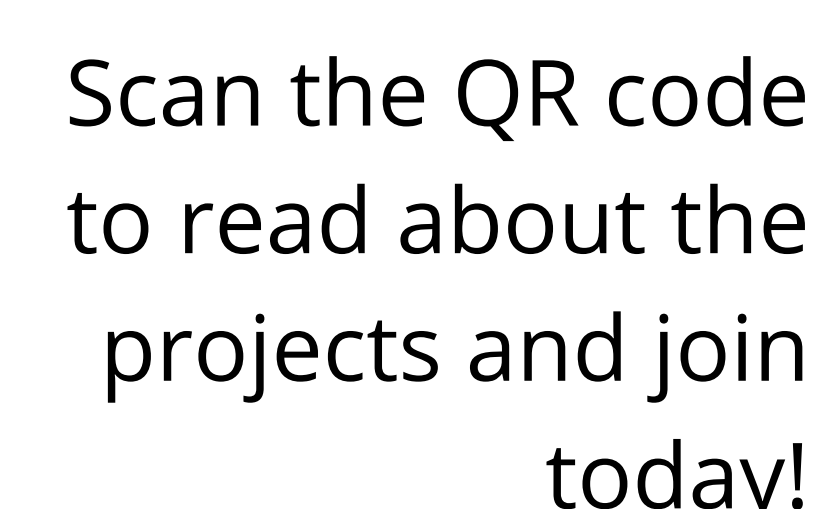 Scan the QR code
to read about the
projects and join
today!